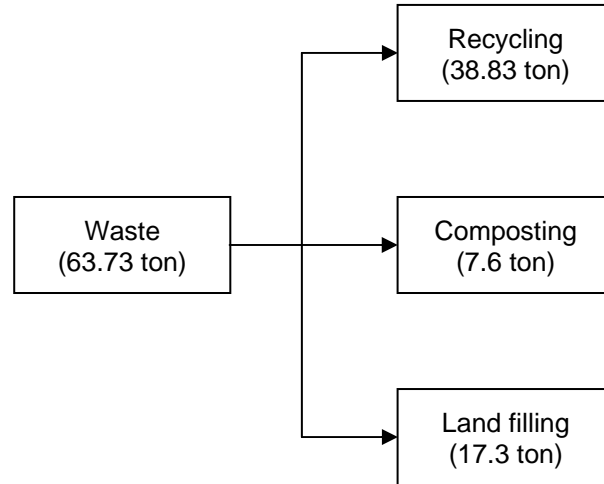 Recycling
(38.83 ton)
Waste
(63.73 ton)
Composting
(7.6 ton)
Land filling
(17.3 ton)